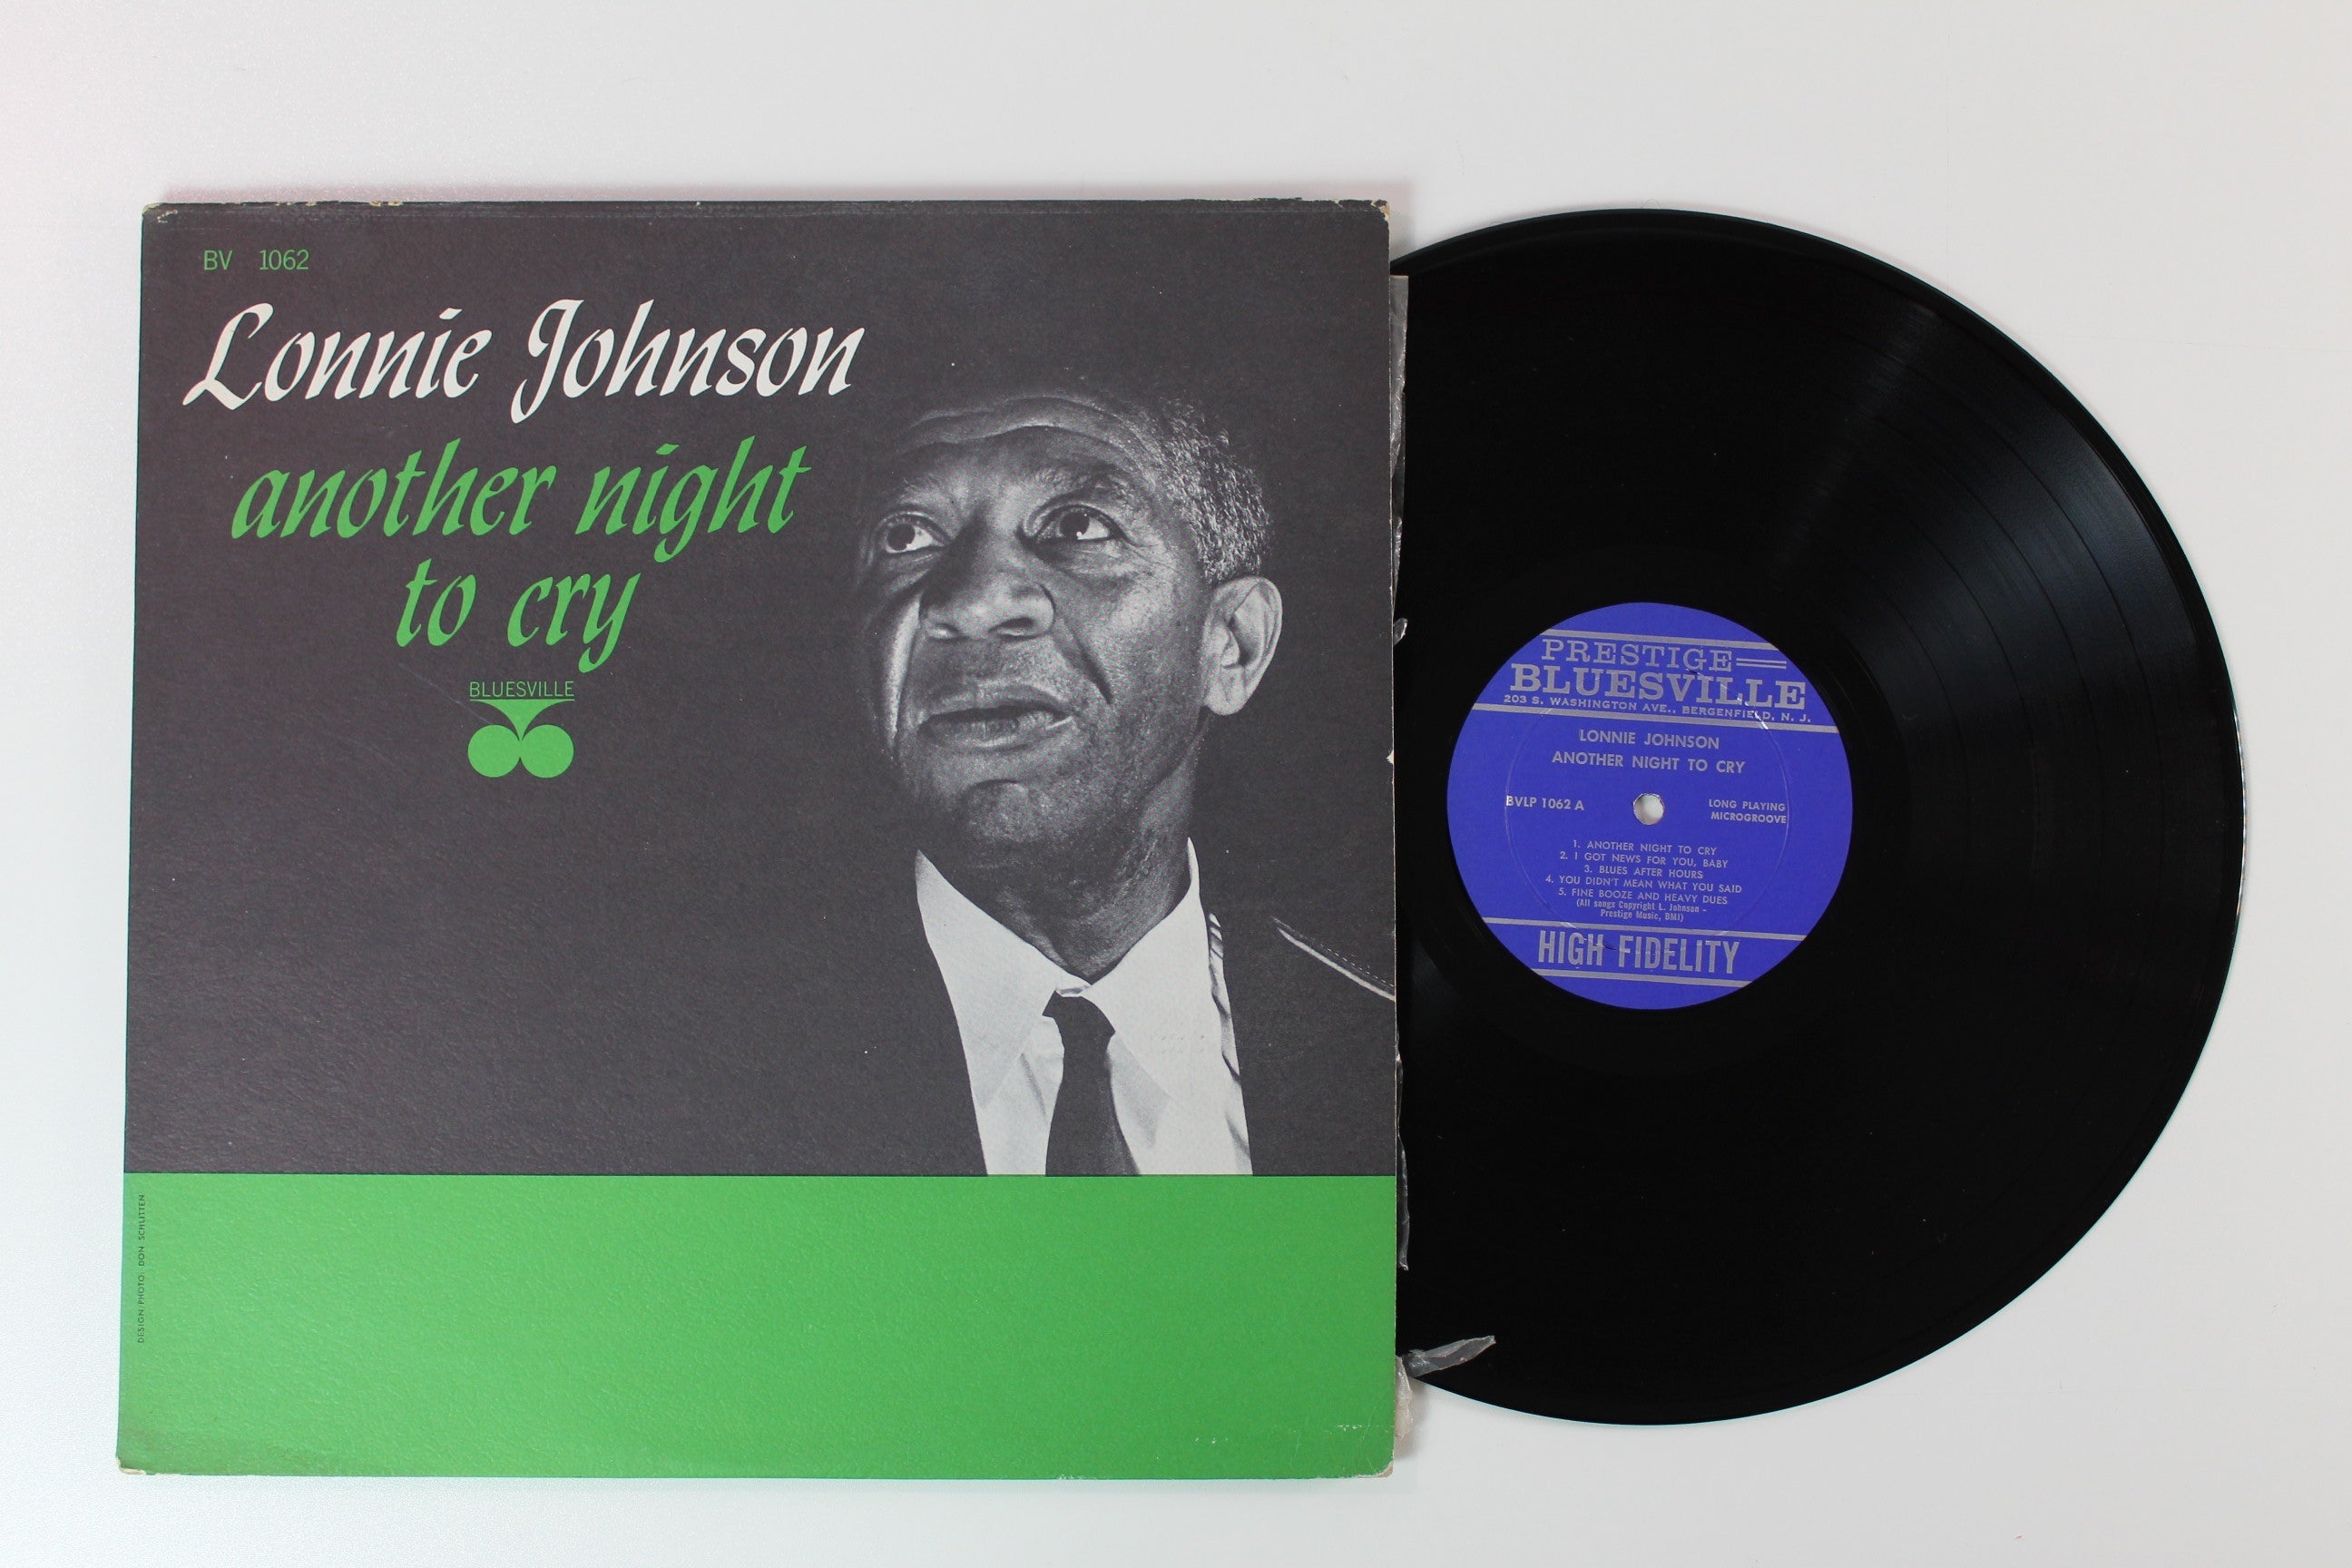 BV 1062
Lonnie Johnson
another night
to cry
BLUESVILLE
DESIGN/PHOTO: DON SCHLITTEN
PRESTIGE
BLUESVILLE
203 S. WASHINGTON AVE., BERGENFIELD, N. J.
LONNIE JOHNSON
ANOTHER NIGHT TO CRY
BVLP 1062 A
LONG PLAYING
MICROGROOVE
1. ANOTHER NIGHT TO CRY
2. I GOT NEWS FOR YOU, BABY
3. BLUES AFTER HOURS
4. YOU DIDN'T MEAN WHAT YOU SAID
5. FINE BOOZE AND HEAVY DUES
(All songs Copyright L. Johnson -
Prestige Music, BMI)
HIGH FIDELITY